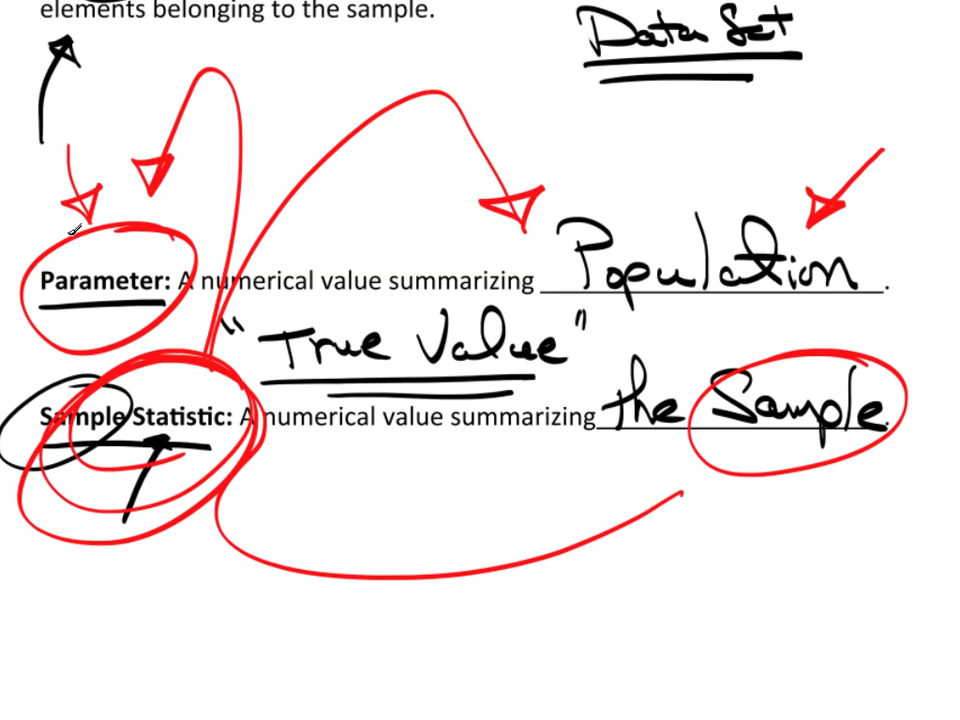 elements belonging to the sample.
Data Set
Parameter: A numerical value summarizing Population.
"True Value"
Sample Statistic: A numerical value summarizing the Sample.